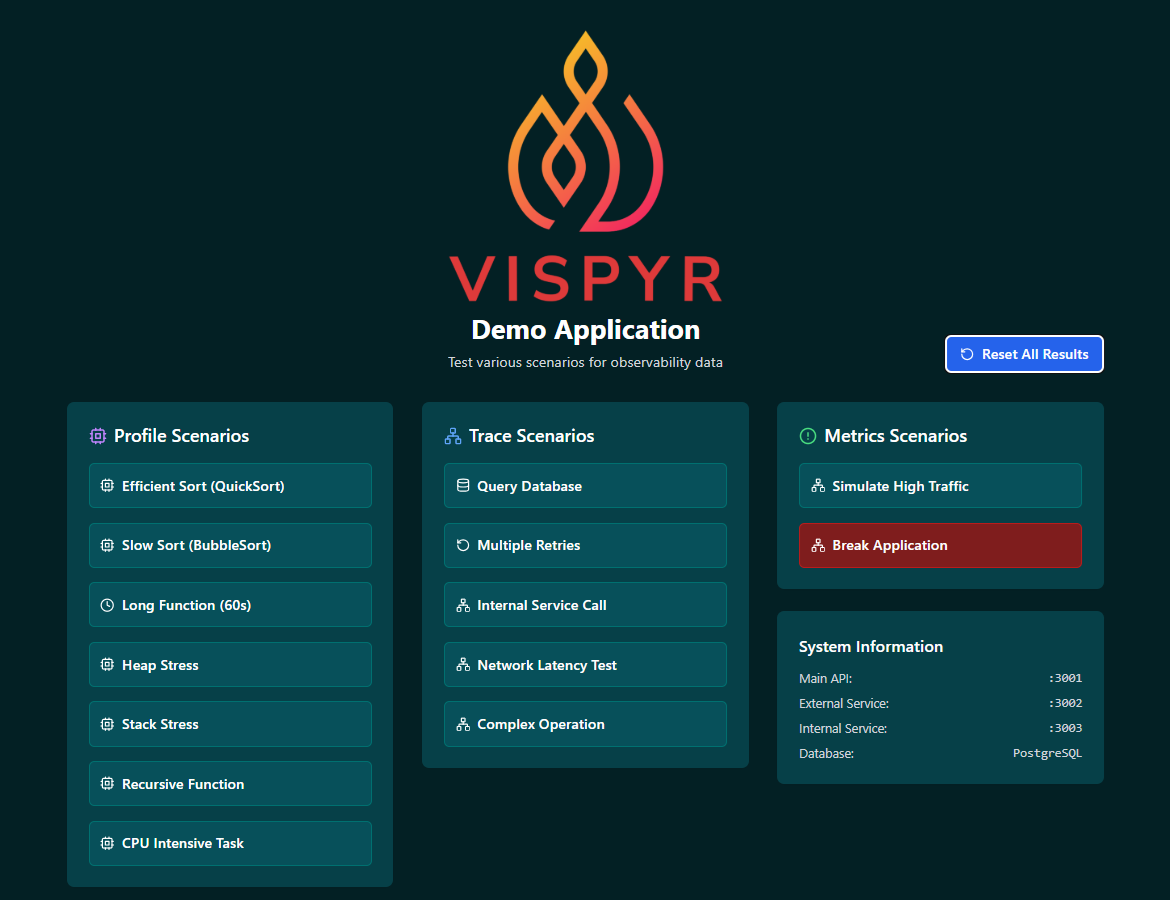 VISPYR
Demo Application
Test various scenarios for observability data
Reset All Results
Profile Scenarios
Efficient Sort (QuickSort)
Slow Sort (BubbleSort)
Long Function (60s)
Heap Stress
Stack Stress
Recursive Function
CPU Intensive Task
Trace Scenarios
Query Database
Multiple Retries
Internal Service Call
Network Latency Test
Complex Operation
Metrics Scenarios
Simulate High Traffic
Break Application
System Information
Main API: :3001
External Service: :3002
Internal Service: :3003
Database: PostgreSQL